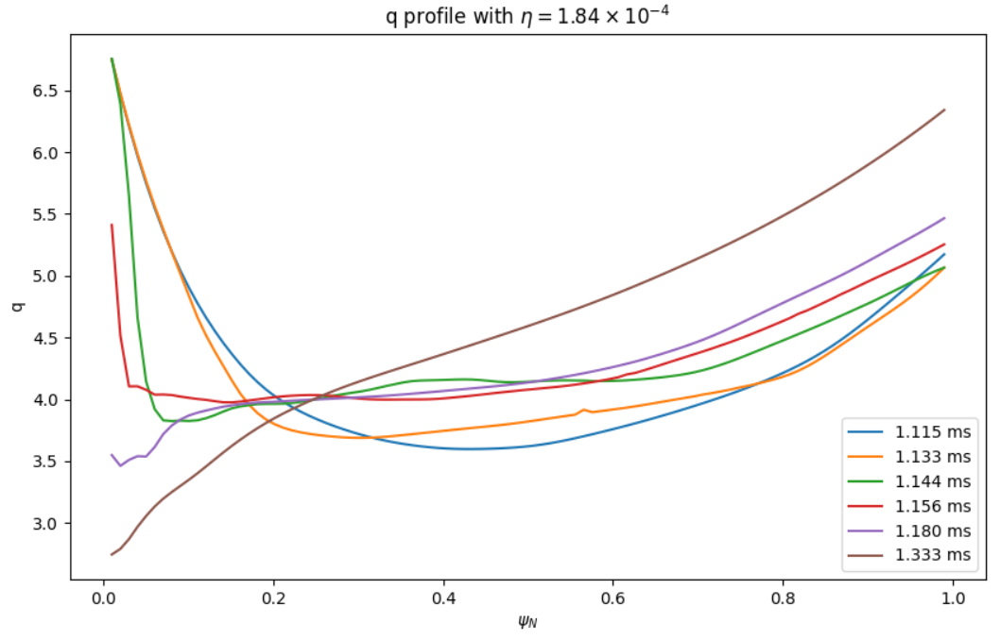 q profile with η = 1.84 × 10⁻⁴
q
6.5
6.0
5.5
5.0
4.5
4.0
3.5
3.0
1.115 ms
1.133 ms
1.144 ms
1.156 ms
1.180 ms
1.333 ms
0.0 0.2 0.4 0.6 0.8 1.0
ψ_N